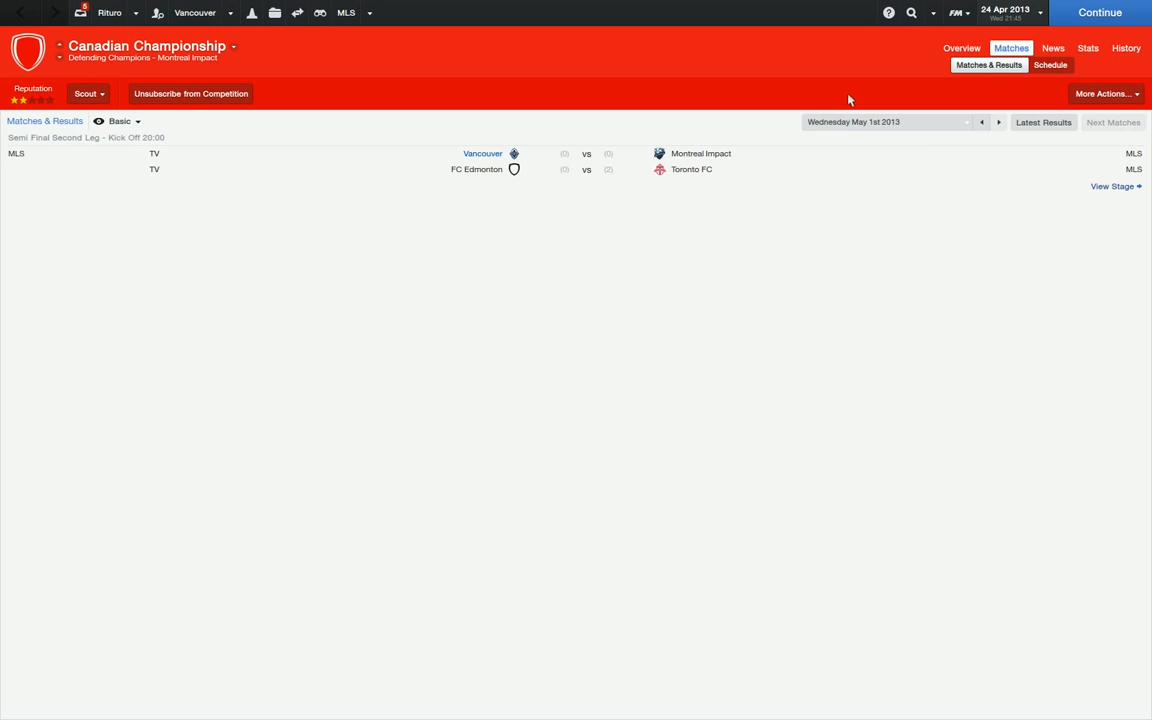 5
Rituro Vancouver MLS FM 24 Apr 2013 Continue
Wed 21:45
Canadian Championship
Defending Champions - Montreal Impact
Overview Matches News Stats History
Matches & Results Schedule
Reputation
Scout Unsubscribe from Competition More Actions...
Matches & Results Basic Wednesday May 1st 2013 Latest Results Next Matches
Semi Final Second Leg - Kick Off 20:00
MLS TV Vancouver (0) vs (0) Montreal Impact MLS
TV FC Edmonton (0) vs (2) Toronto FC MLS
View Stage